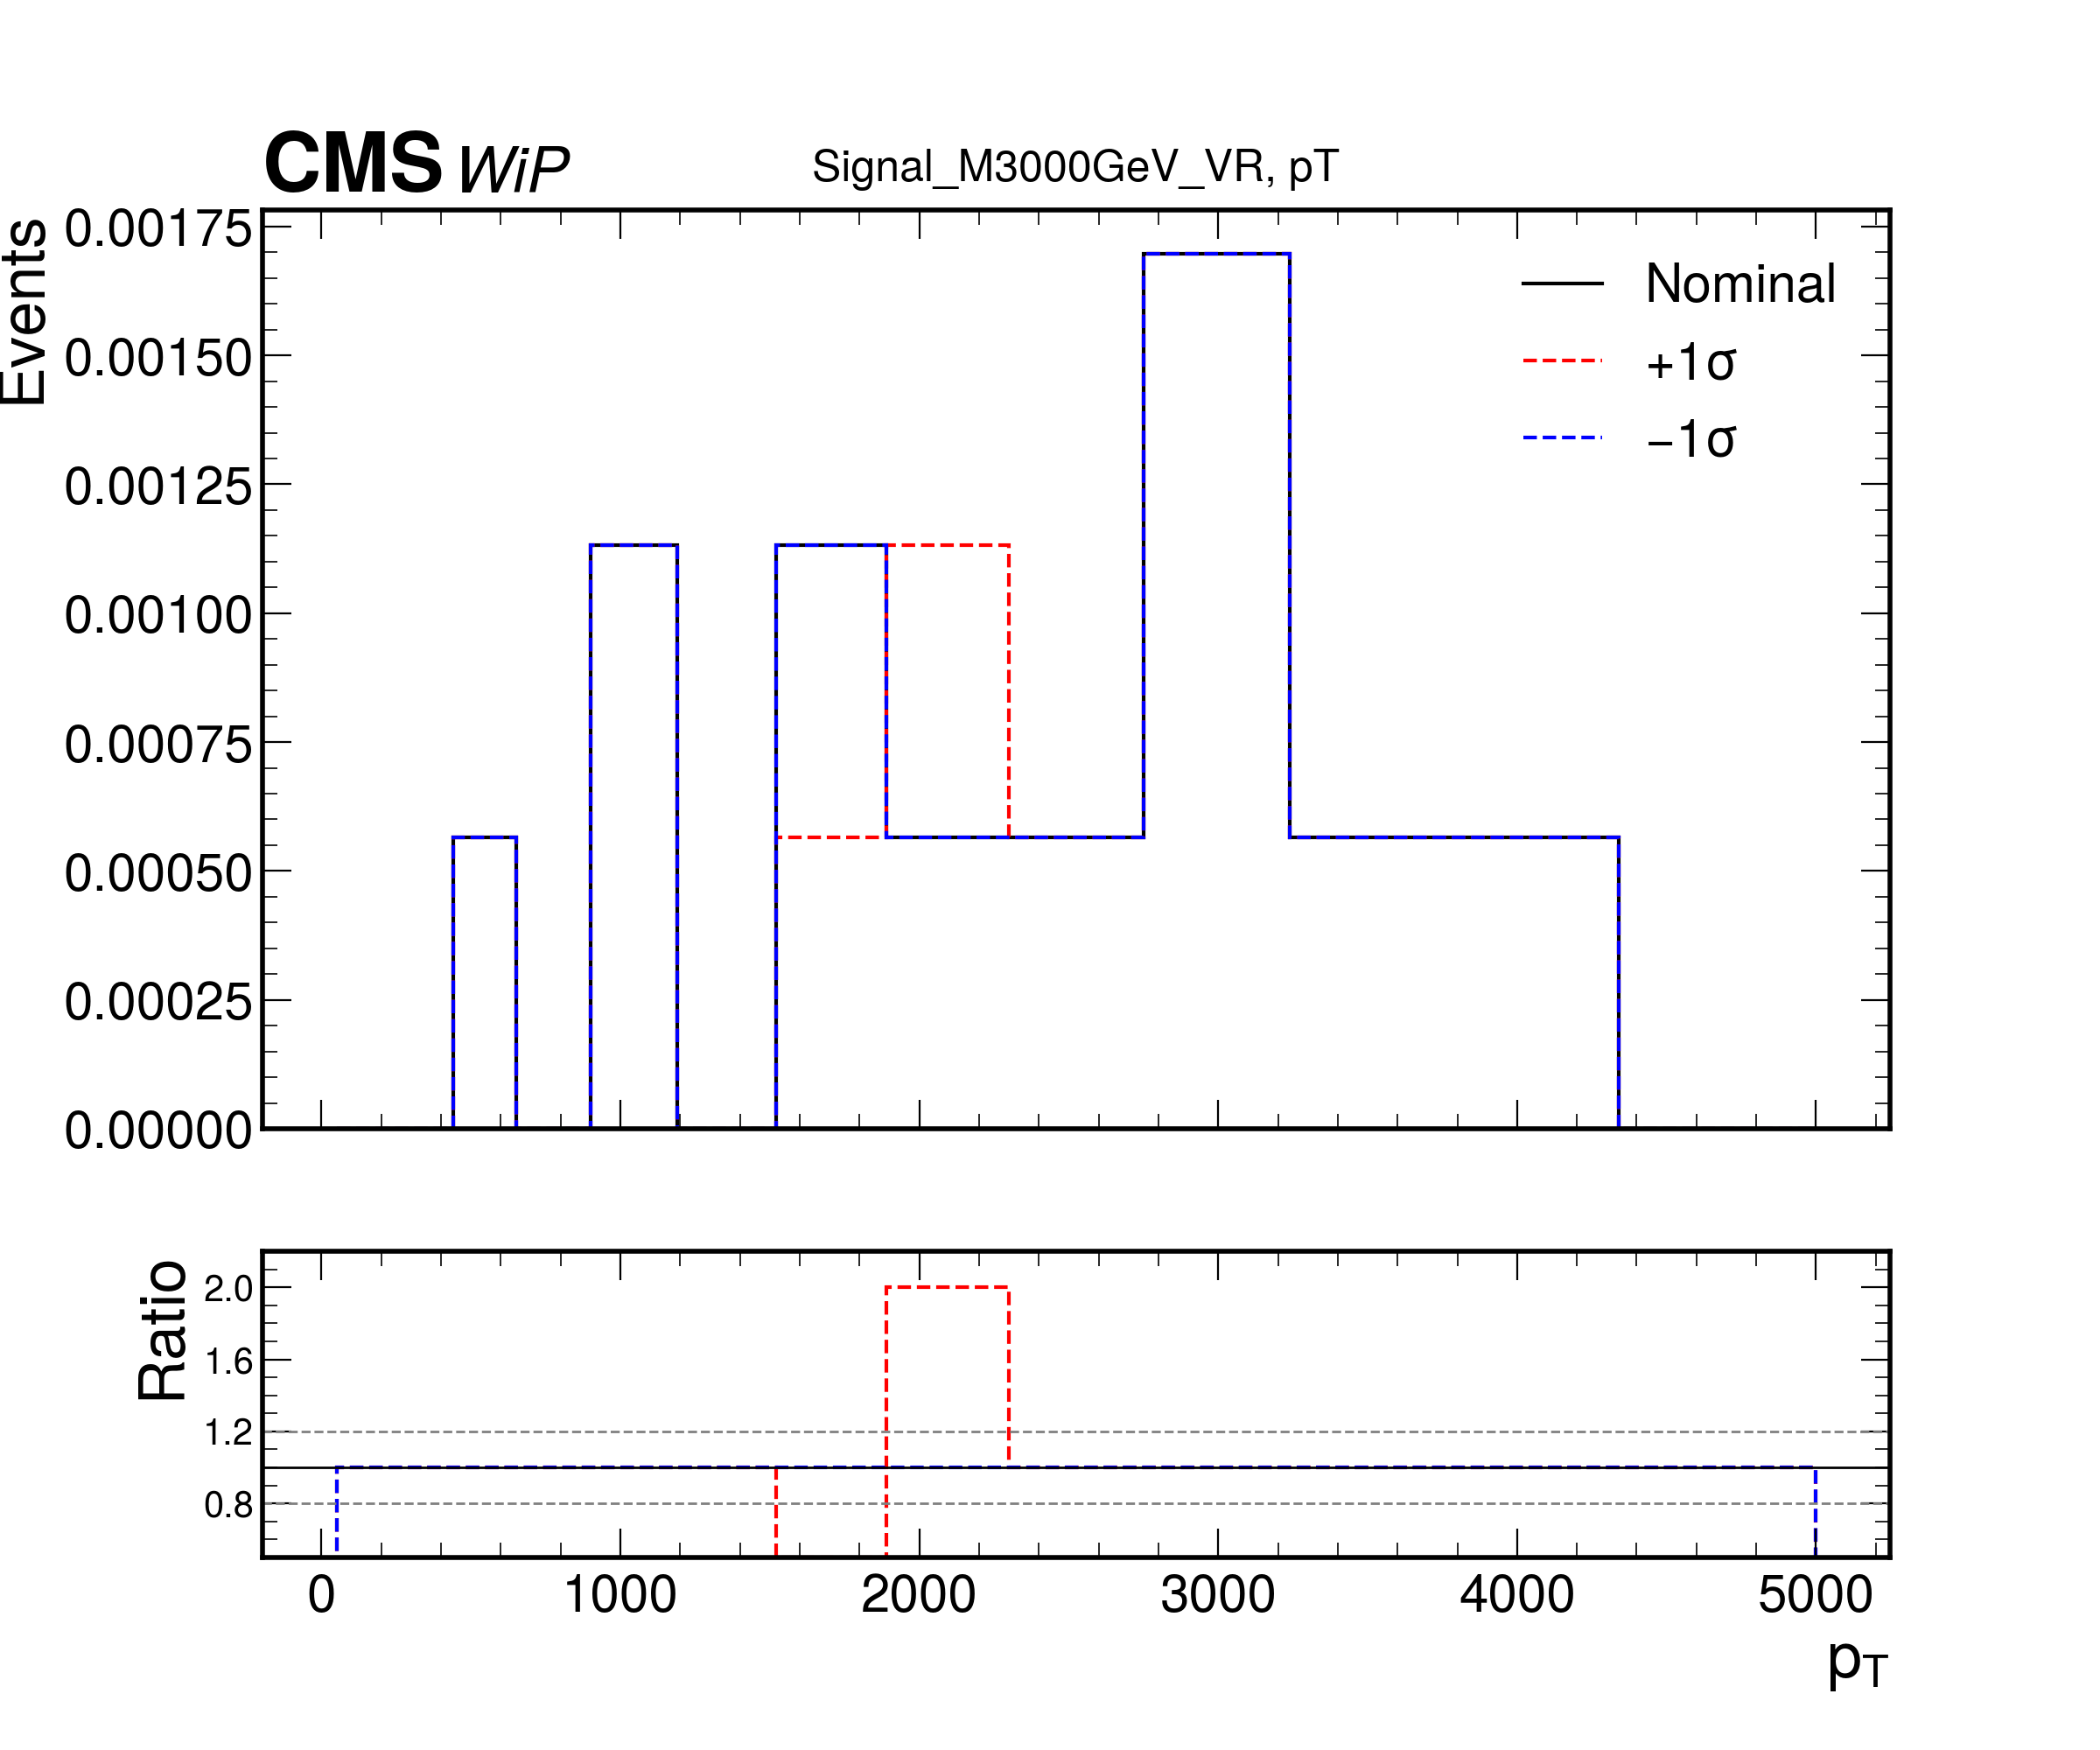 CMS WiP
Signal_M3000GeV_VR, pT
Events
0.00175
0.00150
0.00125
0.00100
0.00075
0.00050
0.00025
0.00000
Nominal
+1σ
−1σ
Ratio
2.0
1.6
1.2
0.8
0 1000 2000 3000 4000 5000
pT